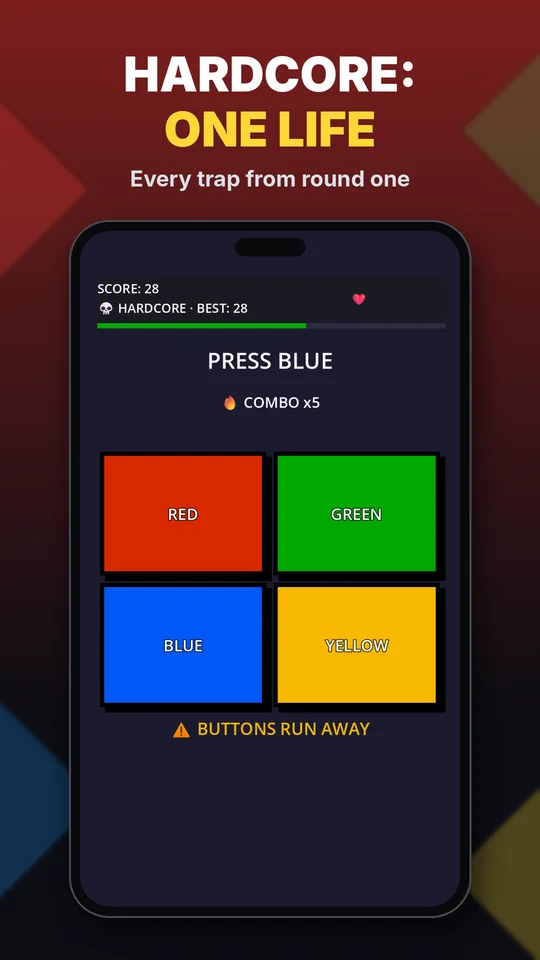 HARDCORE:
ONE LIFE
Every trap from round one
SCORE: 28
💀 HARDCORE · BEST: 28
PRESS BLUE
🔥 COMBO x5
RED
GREEN
BLUE
YELLOW
⚠️ BUTTONS RUN AWAY